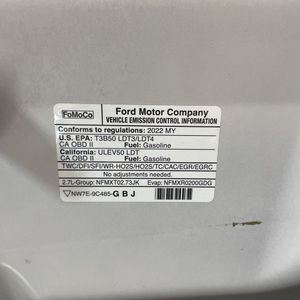 FoMoCo
Ford Motor Company
VEHICLE EMISSION CONTROL INFORMATION
Conforms to regulations: 2022 MY
U.S. EPA: T3B50 LDT3/LDT4
CA OBD II Fuel: Gasoline
California: ULEV50 LDT
CA OBD II Fuel: Gasoline
TWC/DFI/SFI/WR-HO2S/HO2S/TC/CAC/EGR/EGRC
No adjustments needed.
2.7L-Group: NFMXT02.73JK Evap: NFMXR0200GDG
NW7E-9C485-GBJ